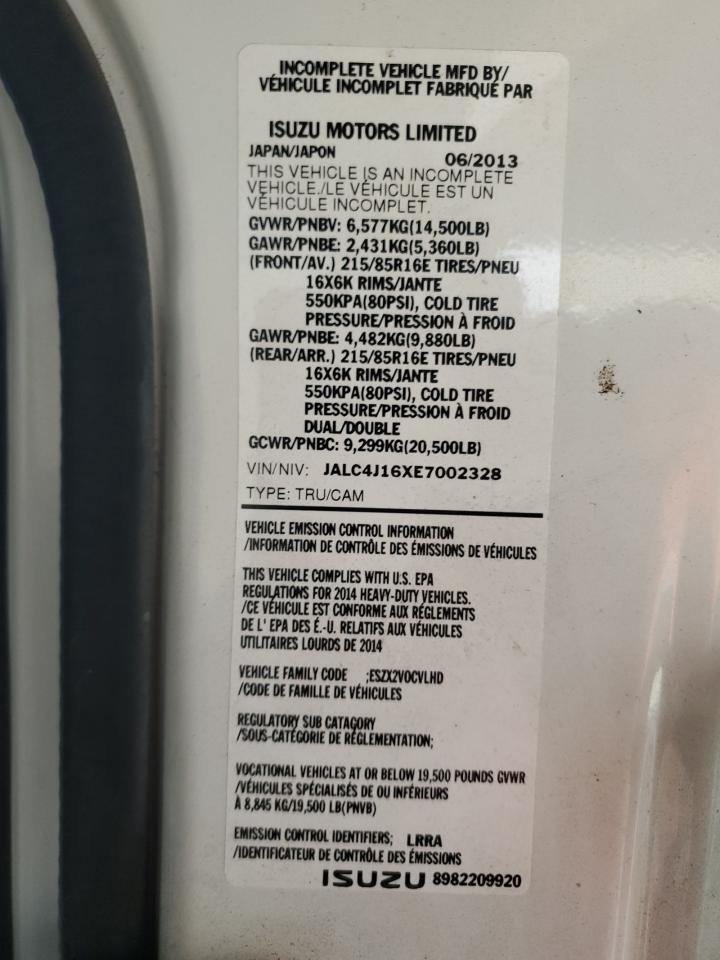 INCOMPLETE VEHICLE MFD BY/
VÉHICULE INCOMPLET FABRIQUÉ PAR
ISUZU MOTORS LIMITED
JAPAN/JAPON 06/2013
THIS VEHICLE IS AN INCOMPLETE
VEHICLE./LE VÉHICULE EST UN
VÉHICULE INCOMPLET.
GVWR/PNBV: 6,577KG(14,500LB)
GAWR/PNBE: 2,431KG(5,360LB)
(FRONT/AV.) 215/85R16E TIRES/PNEU
16X6K RIMS/JANTE
550KPA(80PSI), COLD TIRE
PRESSURE/PRESSION À FROID
GAWR/PNBE: 4,482KG(9,880LB)
(REAR/ARR.) 215/85R16E TIRES/PNEU
16X6K RIMS/JANTE
550KPA(80PSI), COLD TIRE
PRESSURE/PRESSION À FROID
DUAL/DOUBLE
GCWR/PNBC: 9,299KG(20,500LB)
VIN/NIV: JALC4J16XE7002328
TYPE: TRU/CAM
VEHICLE EMISSION CONTROL INFORMATION
/INFORMATION DE CONTRÔLE DES ÉMISSIONS DE VÉHICULES
THIS VEHICLE COMPLIES WITH U.S. EPA
REGULATIONS FOR 2014 HEAVY-DUTY VEHICLES.
/CE VÉHICULE EST CONFORME AUX RÉGLEMENTS
DE L' EPA DES É.-U. RELATIFS AUX VÉHICULES
UTILITAIRES LOURDS DE 2014
VEHICLE FAMILY CODE ;ESZX2VOCVLHD
/CODE DE FAMILLE DE VÉHICULES
REGULATORY SUB CATAGORY
/SOUS-CATÉGORIE DE RÉGLEMENTATION;
VOCATIONAL VEHICLES AT OR BELOW 19,500 POUNDS GVWR
/VÉHICULES SPÉCIALISÉS DE OU INFÉRIEURS
À 8,845 KG/19,500 LB(PNVB)
EMISSION CONTROL IDENTIFIERS; LRRA
/IDENTIFICATEUR DE CONTRÔLE DES ÉMISSIONS
ISUZU 8982209920